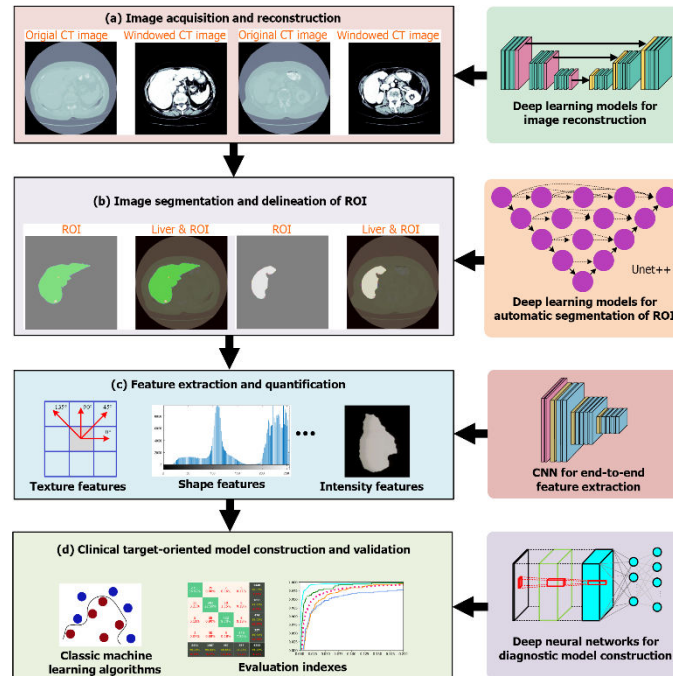 (a) Image acquisition and reconstruction
Origial CT image
Windowed CT image
Original CT image
Windowed CT image
Deep learning models for
image reconstruction
(b) Image segmentation and delineation of ROI
ROI
Liver & ROI
ROI
Liver & ROI
Unet++
Deep learning models for
automatic segmentation of ROI
(c) Feature extraction and quantification
135°
90°
45°
0°
Texture features
Shape features
•••
Intensity features
CNN for end-to-end
feature extraction
(d) Clinical target-oriented model construction and validation
Classic machine
learning algorithms
Evaluation indexes
Deep neural networks for
diagnostic model construction